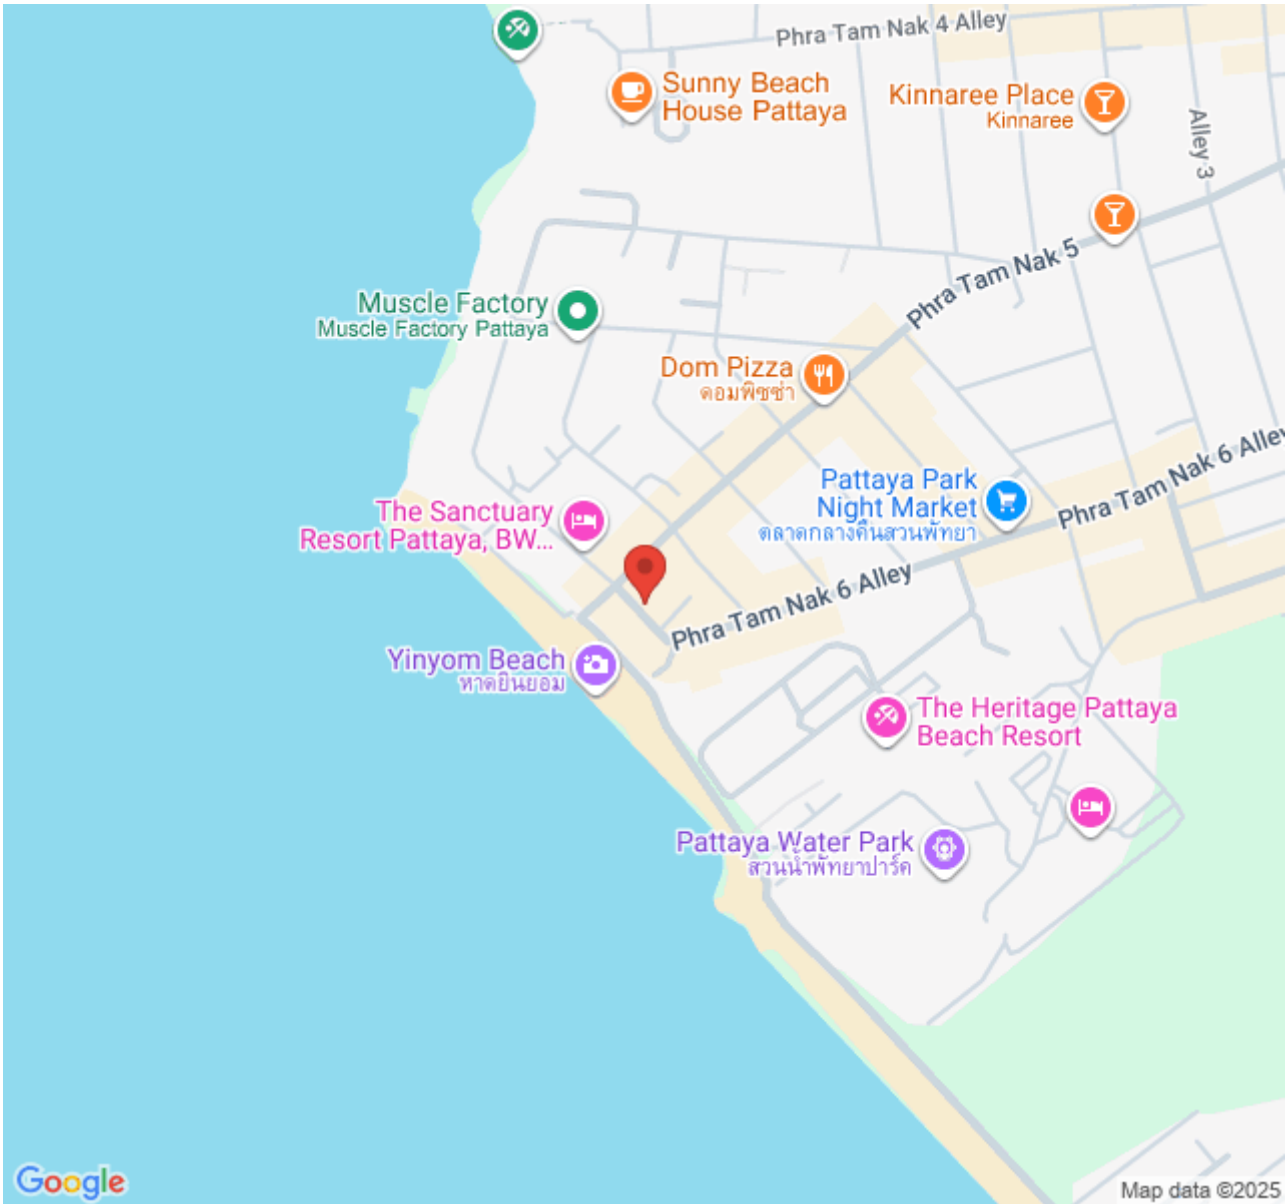 Phra Tam Nak 4 Alley
Sunny Beach
House Pattaya
Kinnaree Place
Kinnaree
Alley 3
Phra Tam Nak 5
Muscle Factory
Muscle Factory Pattaya
Dom Pizza
ดอมพิซซ่า
Phra Tam Nak 6 Alley
Pattaya Park
Night Market
ตลาดกลางคืนสวนพัทยา
The Sanctuary
Resort Pattaya, BW...
Phra Tam Nak 6 Alley
Yinyom Beach
หาดยินยอม
The Heritage Pattaya
Beach Resort
Pattaya Water Park
สวนน้ำพัทยาปาร์ค
Google
Map data ©2025